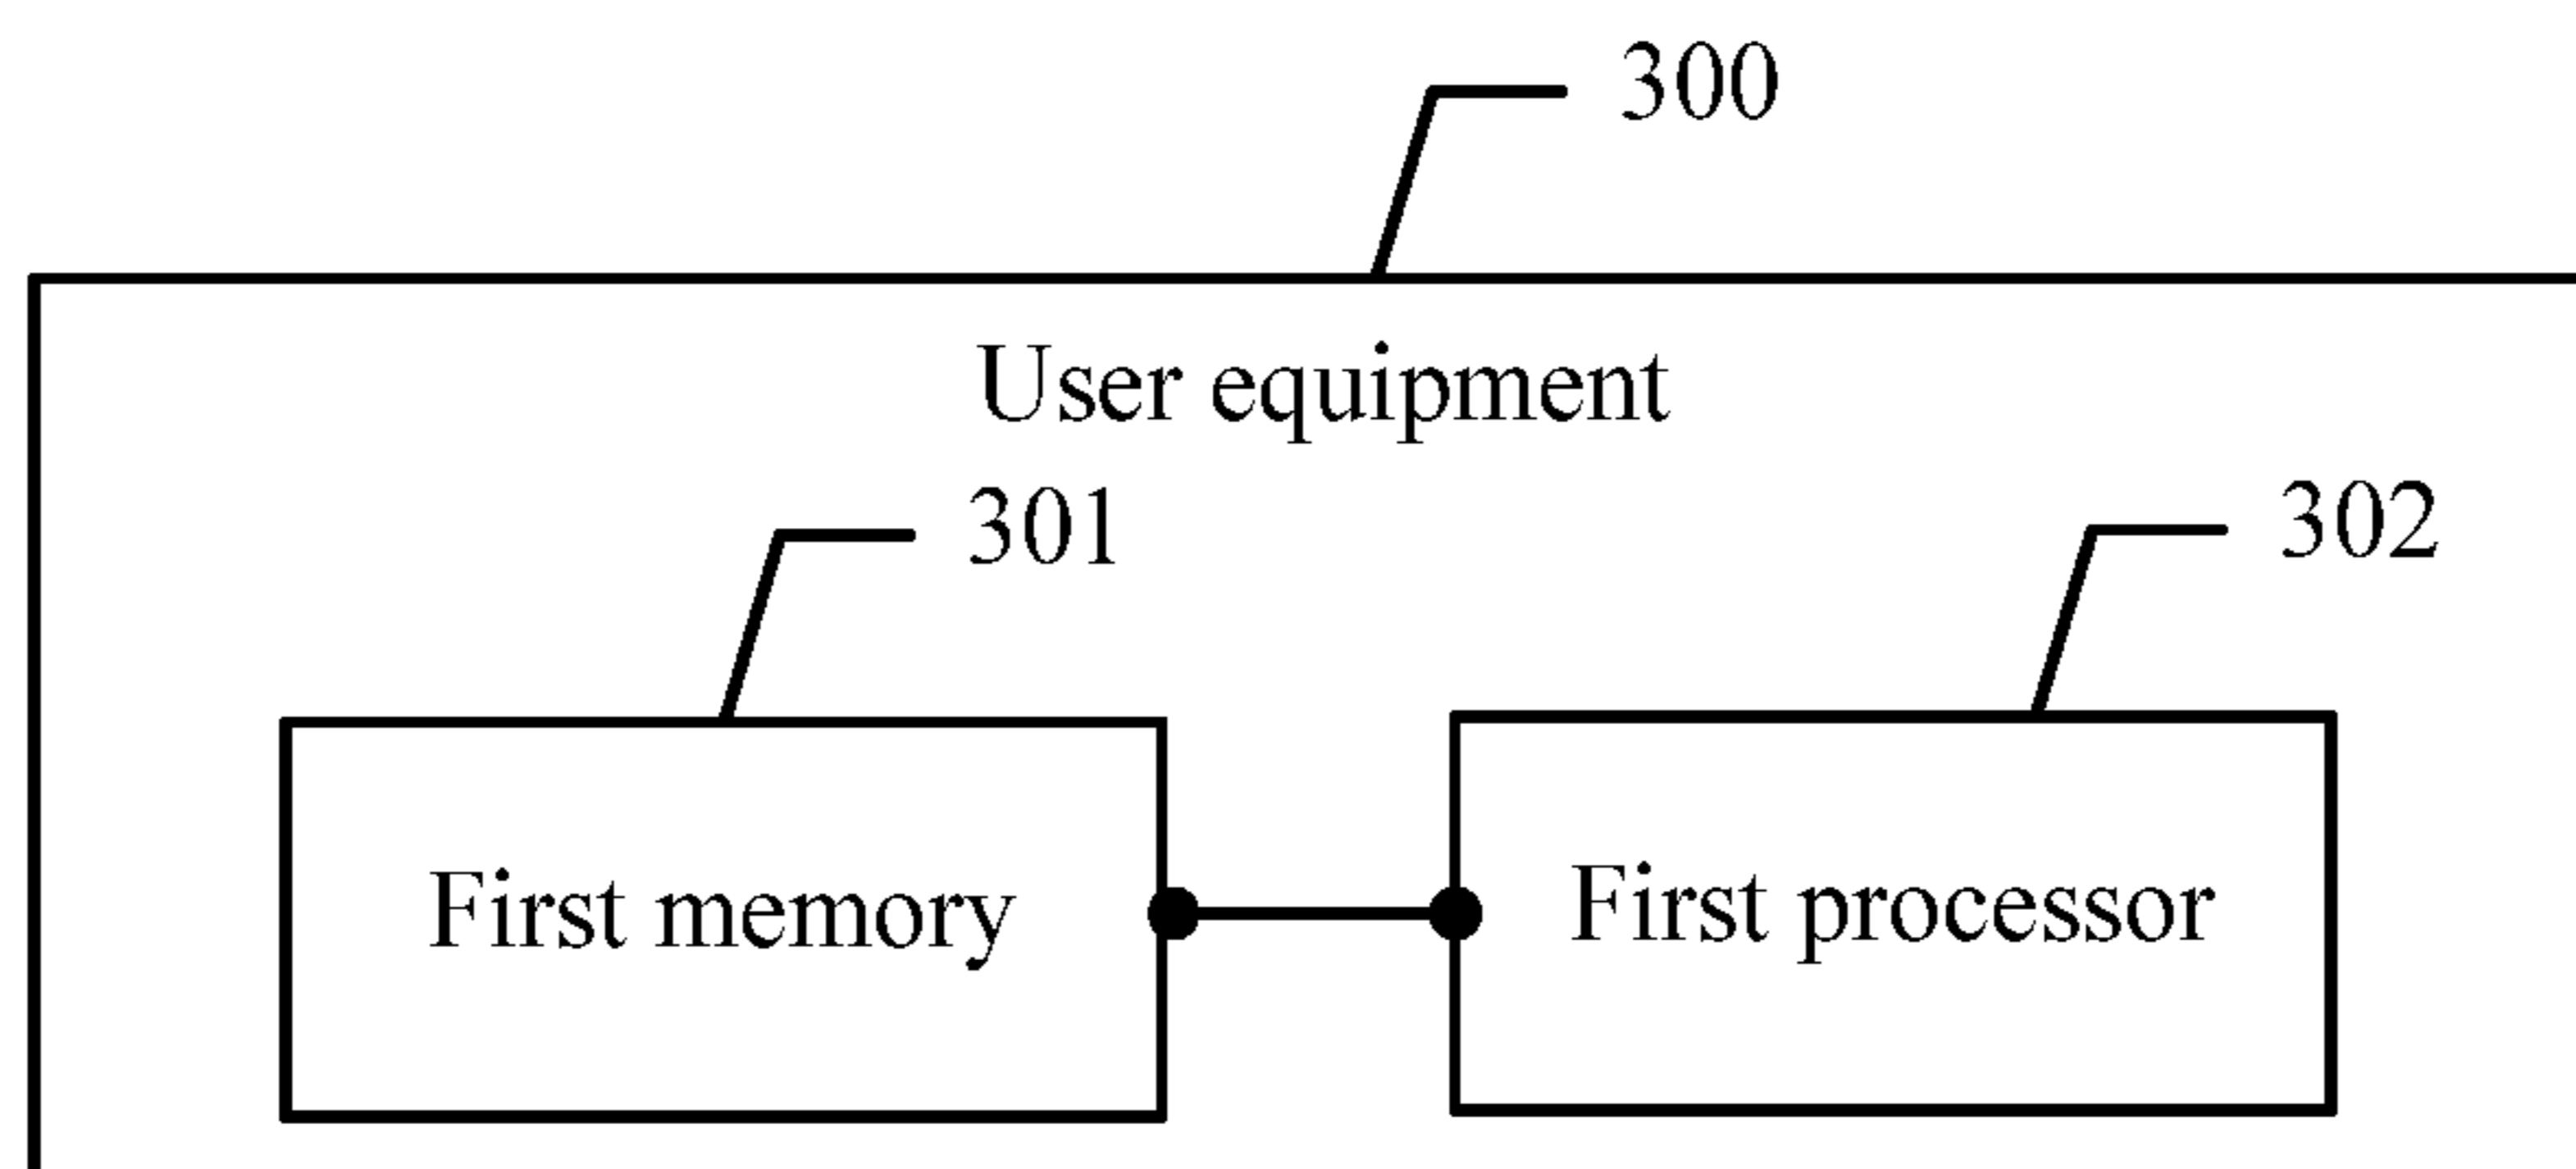 300
User equipment
301
302
First memory
First processor